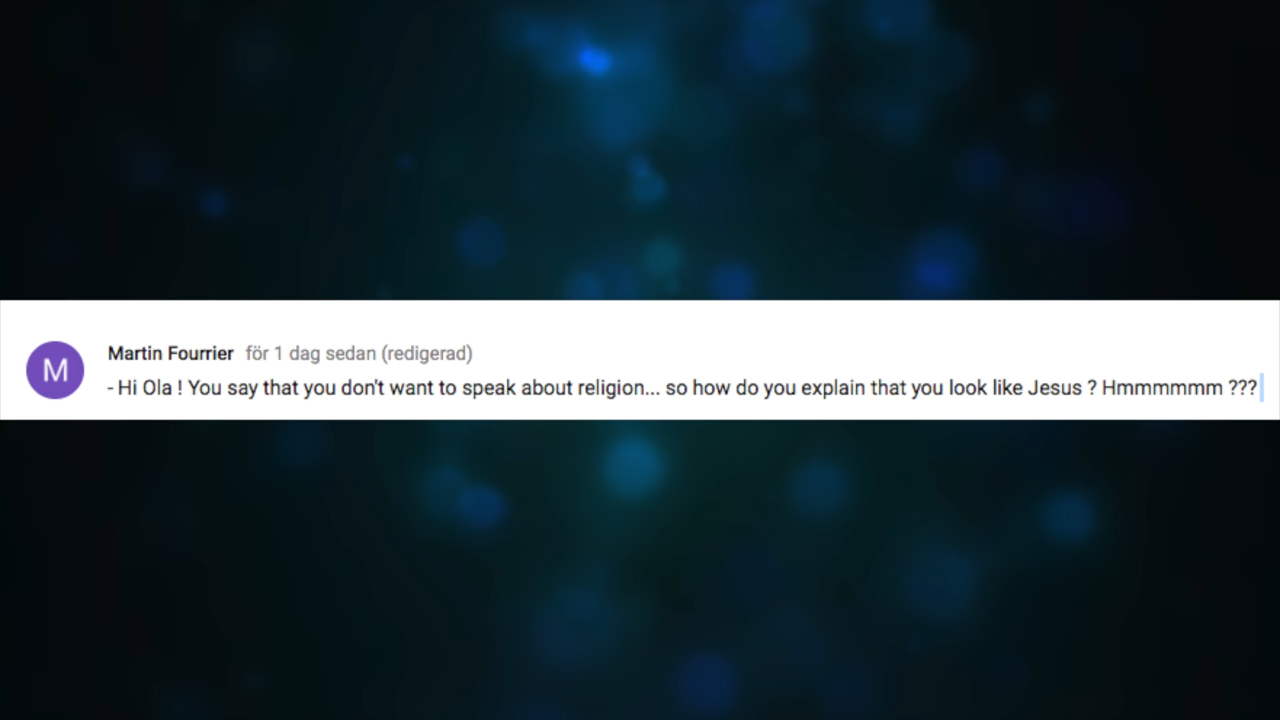 M
Martin Fourrier för 1 dag sedan (redigerad)
- Hi Ola ! You say that you don't want to speak about religion... so how do you explain that you look like Jesus ? Hmmmmmm ???